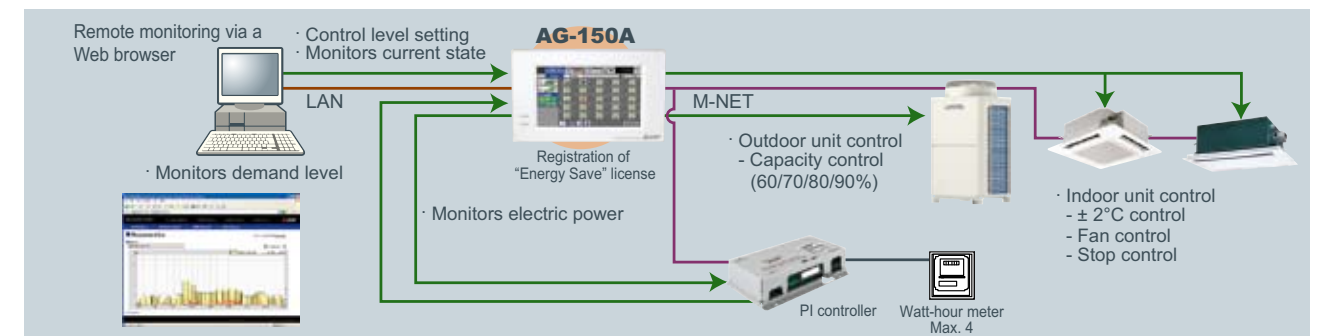 Remote monitoring via a
Web browser
· Control level setting
· Monitors current state
AG-150A
LAN
M-NET
Registration of
“Energy Save” license
· Outdoor unit control
- Capacity control
(60/70/80/90%)
· Monitors demand level
· Monitors electric power
· Indoor unit control
- ± 2°C control
- Fan control
- Stop control
PI controller
Watt-hour meter
Max. 4